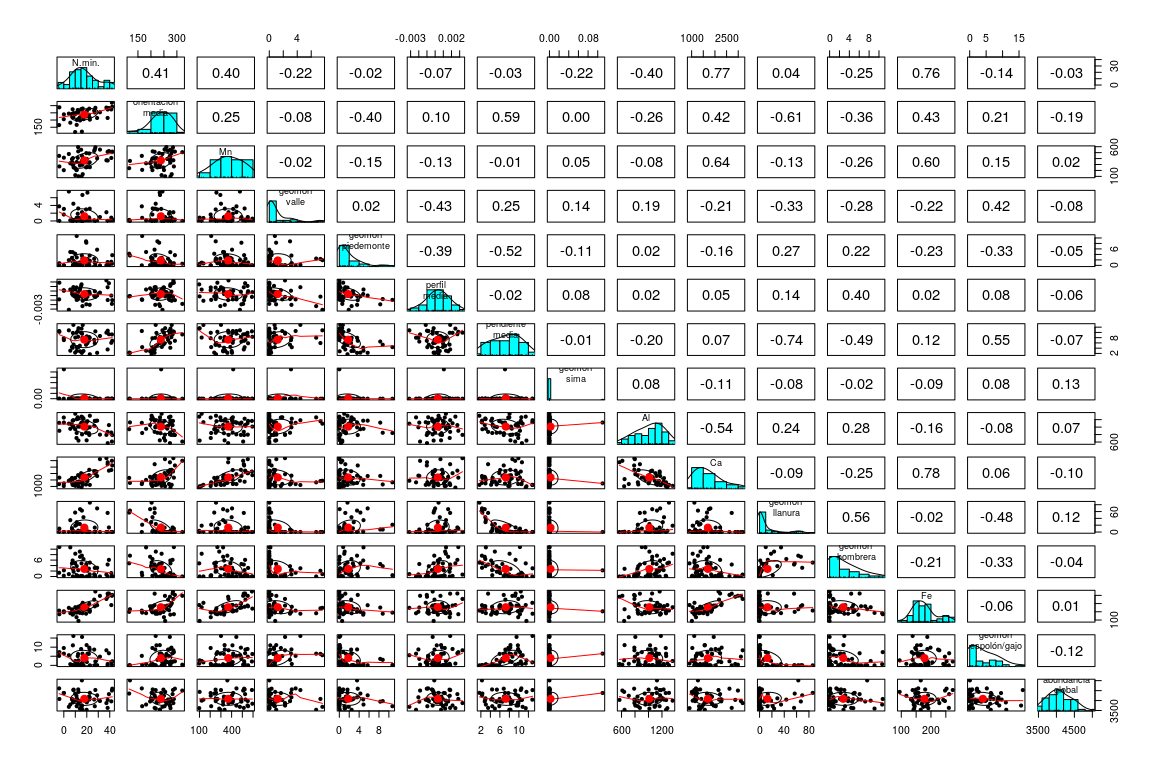 150 300 0 4 -0.003 0.002 0.00 0.08 1000 2500 0 4 8 0 5 15
N.min. 0.41 0.40 -0.22 -0.02 -0.07 -0.03 -0.22 -0.40 0.77 0.04 -0.25 0.76 -0.14 -0.03 0 30
150 orientación media 0.25 -0.08 -0.40 0.10 0.59 0.00 -0.26 0.42 -0.61 -0.36 0.43 0.21 -0.19
Mn -0.02 -0.15 -0.13 -0.01 0.05 -0.08 0.64 -0.13 -0.26 0.60 0.15 0.02 100 600
0 4 geomorf valle 0.02 -0.43 0.25 0.14 0.19 -0.21 -0.33 -0.28 -0.22 0.42 -0.08
geomorf piedemonte -0.39 -0.52 -0.11 0.02 -0.16 0.27 0.22 -0.23 -0.33 -0.05 0 6
-0.003 perfil media -0.02 0.08 0.02 0.05 0.14 0.40 0.02 0.08 -0.06
pendiente media -0.01 -0.20 0.07 -0.74 -0.49 0.12 0.55 -0.07 2 8
0.00 geomorf sima 0.08 -0.11 -0.08 -0.02 -0.09 0.08 0.13
Al -0.54 0.24 0.28 -0.16 -0.08 0.07 600
1000 Ca -0.09 -0.25 0.78 0.06 -0.10
geomorf llanura 0.56 -0.02 -0.48 0.12 0 60
0 6 geomorf hombrera -0.21 -0.33 -0.04
Fe -0.06 0.01 100
0 10 geomorf espolón/gajo -0.12
abundancia global 3500
0 20 40 100 400 0 4 8 2 6 10 600 1200 0 40 80 100 200 3500 4500